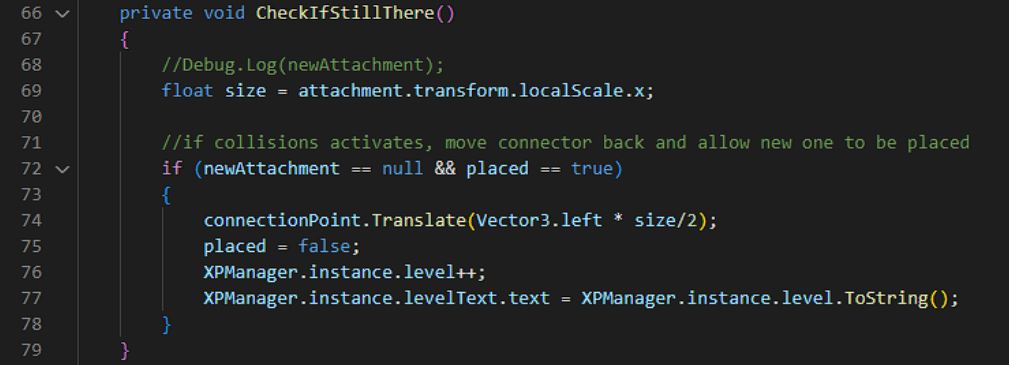 66 private void CheckIfStillThere()
67 {
68 //Debug.Log(newAttachment);
69 float size = attachment.transform.localScale.x;
70
71 //if collisions activates, move connector back and allow new one to be placed
72 if (newAttachment == null && placed == true)
73 {
74 connectionPoint.Translate(Vector3.left * size/2);
75 placed = false;
76 XPManager.instance.level++;
77 XPManager.instance.levelText.text = XPManager.instance.level.ToString();
78 }
79 }